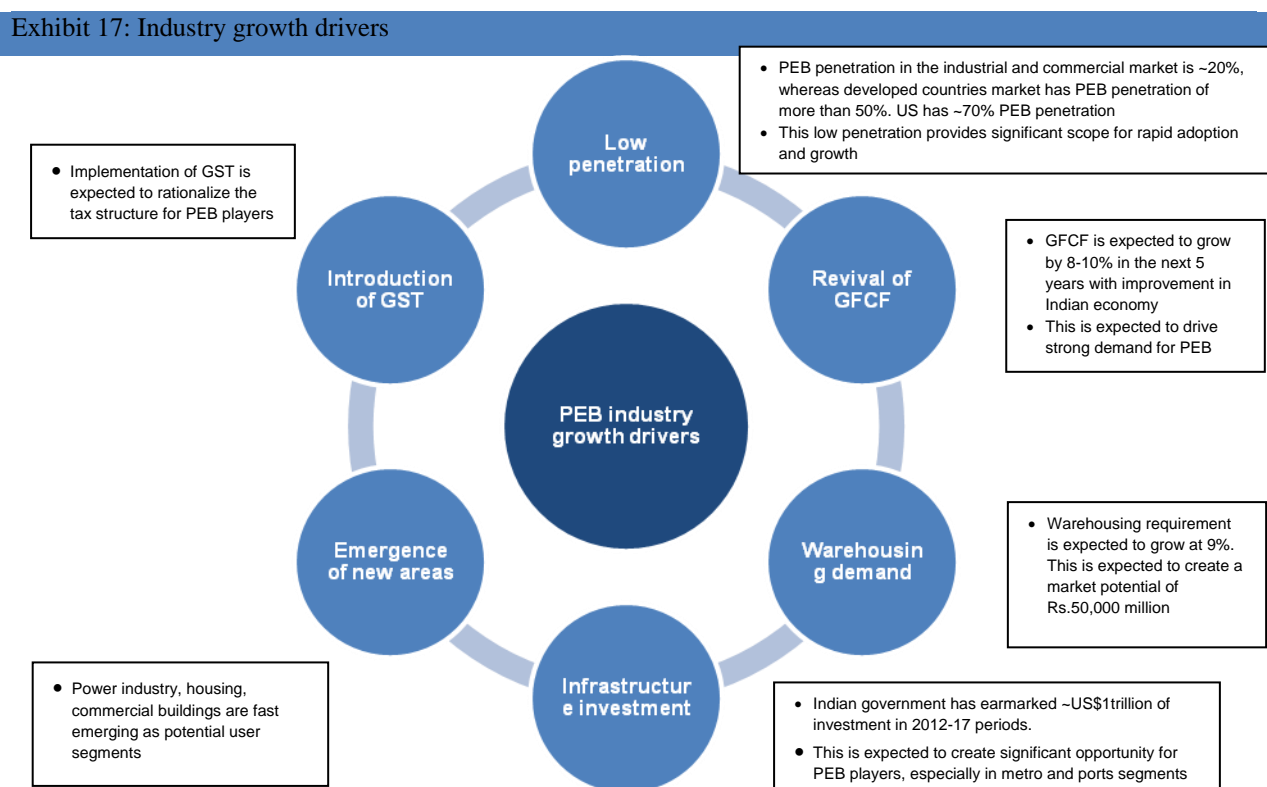 Exhibit 17: Industry growth drivers
• PEB penetration in the industrial and commercial market is ~20%,
whereas developed countries market has PEB penetration of
more than 50%. US has ~70% PEB penetration
• This low penetration provides significant scope for rapid adoption
and growth
Low
penetration
• Implementation of GST is
expected to rationalize the
tax structure for PEB players
Introduction
of GST
Revival of
GFCF
• GFCF is expected to grow
by 8-10% in the next 5
years with improvement in
Indian economy
• This is expected to drive
strong demand for PEB
PEB industry
growth drivers
Emergence
of new areas
Warehousin
g demand
• Warehousing requirement
is expected to grow at 9%.
This is expected to create a
market potential of
Rs.50,000 million
• Power industry, housing,
commercial buildings are fast
emerging as potential user
segments
Infrastructur
e investment
• Indian government has earmarked ~US$1trillion of
investment in 2012-17 periods.
• This is expected to create significant opportunity for
PEB players, especially in metro and ports segments